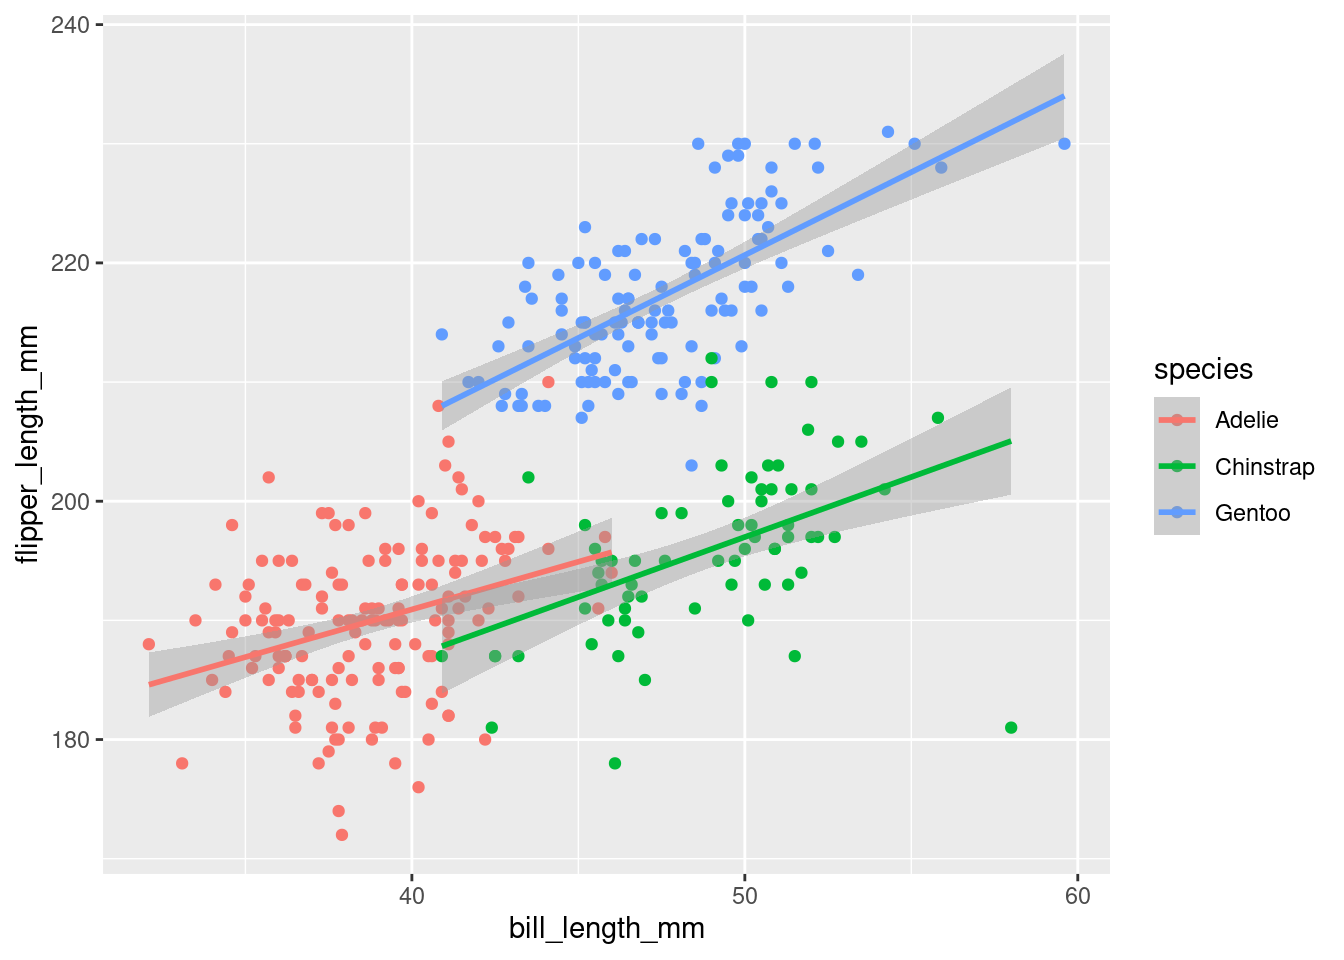 240
220
200
180
flipper_length_mm
40 50 60
bill_length_mm
species
Adelie
Chinstrap
Gentoo